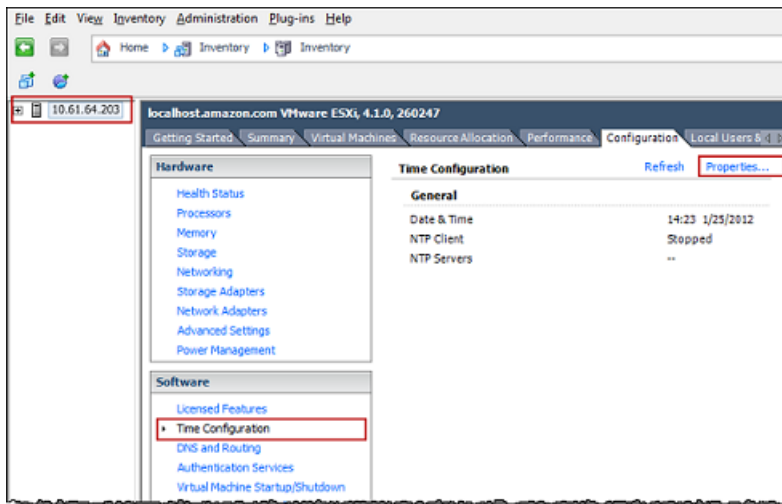 File Edit View Inventory Administration Plug-ins Help
Home Inventory Inventory
10.61.64.203
localhost.amazon.com VMware ESXi, 4.1.0, 260247
Getting Started Summary Virtual Machines Resource Allocation Performance Configuration Local Users &
Hardware
Health Status
Processors
Memory
Storage
Networking
Storage Adapters
Network Adapters
Advanced Settings
Power Management
Software
Licensed Features
Time Configuration
DNS and Routing
Authentication Services
Virtual Machine Startup/Shutdown
Time Configuration Refresh Properties...
General
Date & Time 14:23 1/25/2012
NTP Client Stopped
NTP Servers --